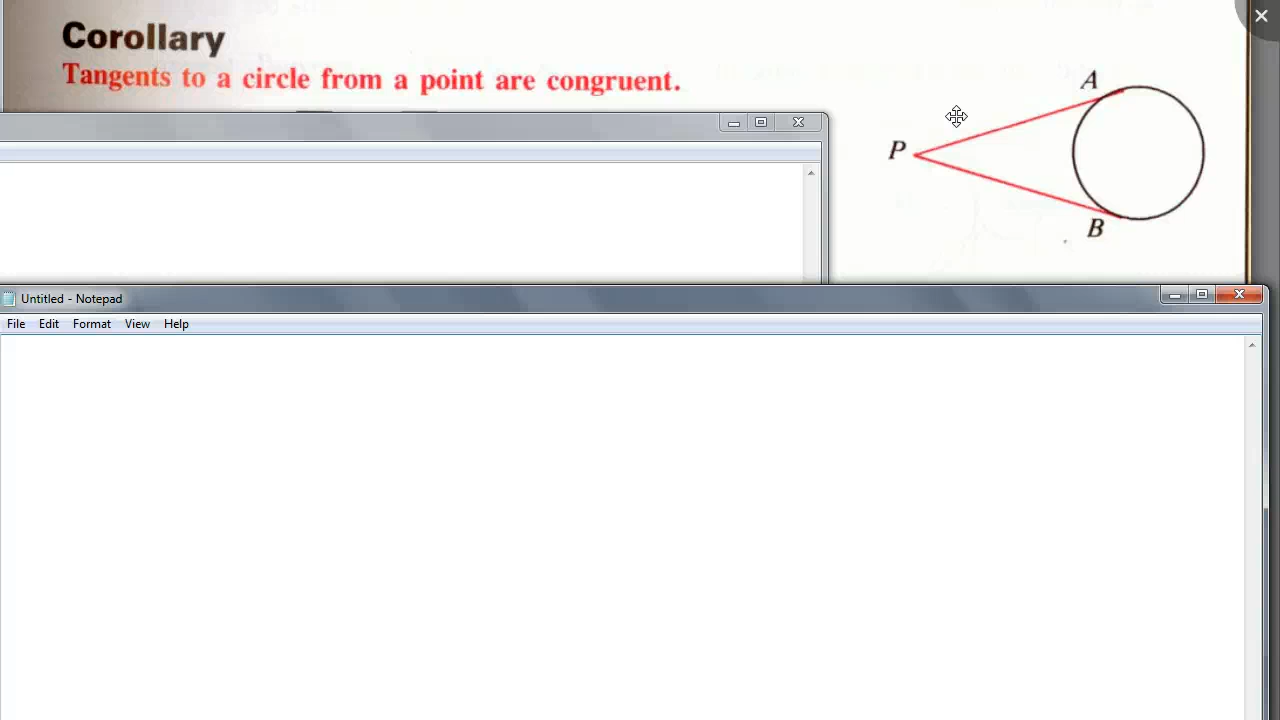 Corollary
Tangents to a circle from a point are congruent.
A
P
B
Untitled - Notepad
File Edit Format View Help